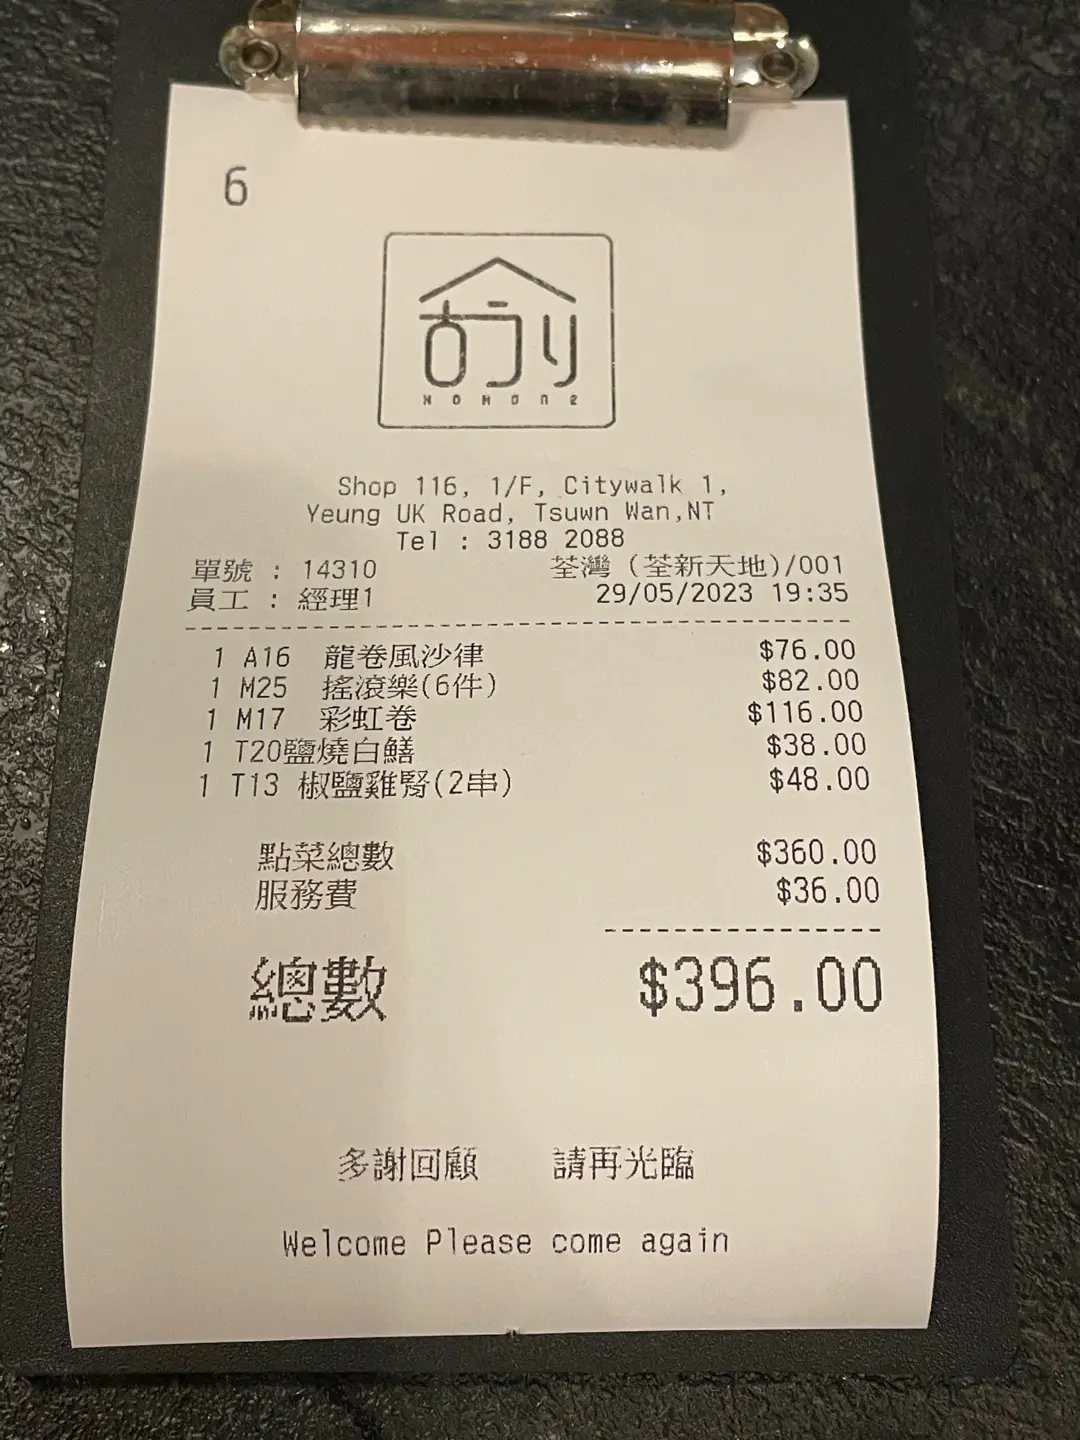 6
Shop 116, 1/F, Citywalk 1,
Yeung UK Road, Tsuwn Wan,NT
Tel : 3188 2088
單號 : 14310 荃灣 (荃新天地)/001
員工 : 經理1 29/05/2023 19:35
1 A16 龍卷風沙律 $76.00
1 M25 搖滾樂(6件) $82.00
1 M17 彩虹卷 $116.00
1 T20鹽燒白鱔 $38.00
1 T13 椒鹽雞腎(2串) $48.00
點菜總數 $360.00
服務費 $36.00
總數 $396.00
多謝回顧 請再光臨
Welcome Please come again